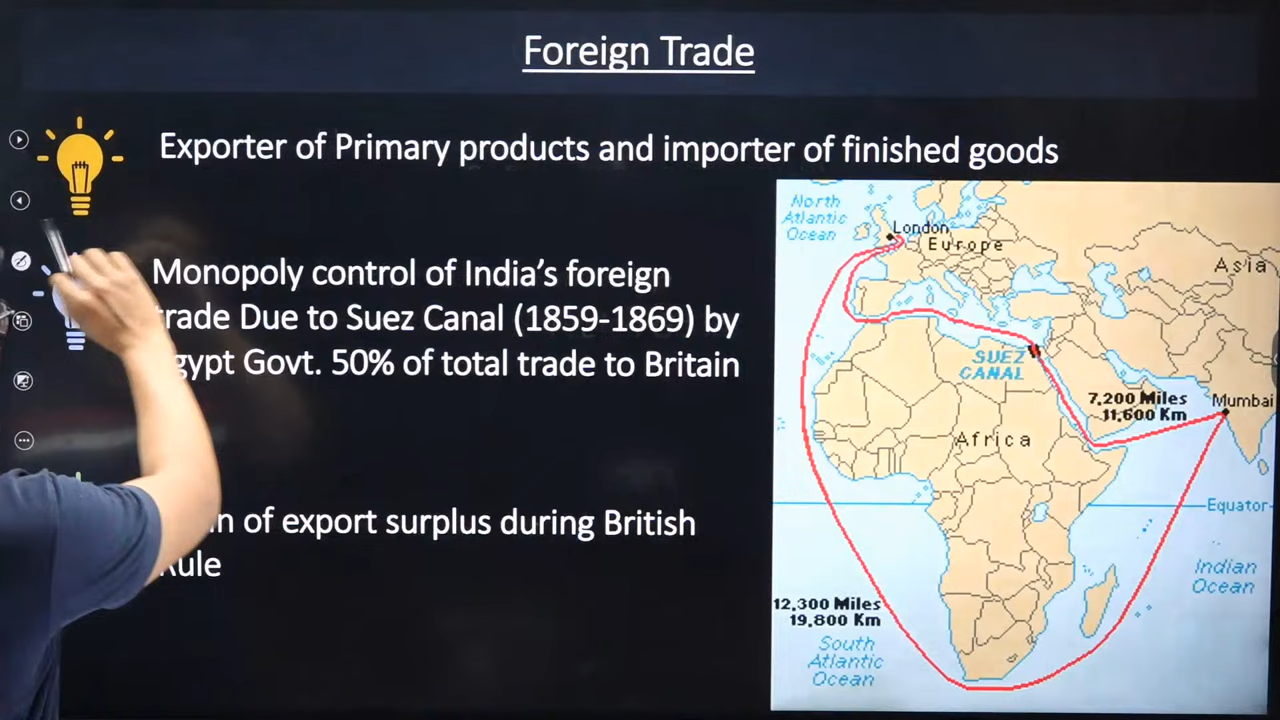 Foreign Trade
Exporter of Primary products and importer of finished goods
Monopoly control of India's foreign
trade Due to Suez Canal (1859-1869) by
Govt. 50% of total trade to Britain
of export surplus during British
Rule
North
Atlantic
Ocean
London
Europe
Asia
SUEZ
CANAL
7,200 Miles
11,600 Km
Mumbai
Africa
Equator
Indian
Ocean
12,300 Miles
19,800 Km
South
Atlantic
Ocean